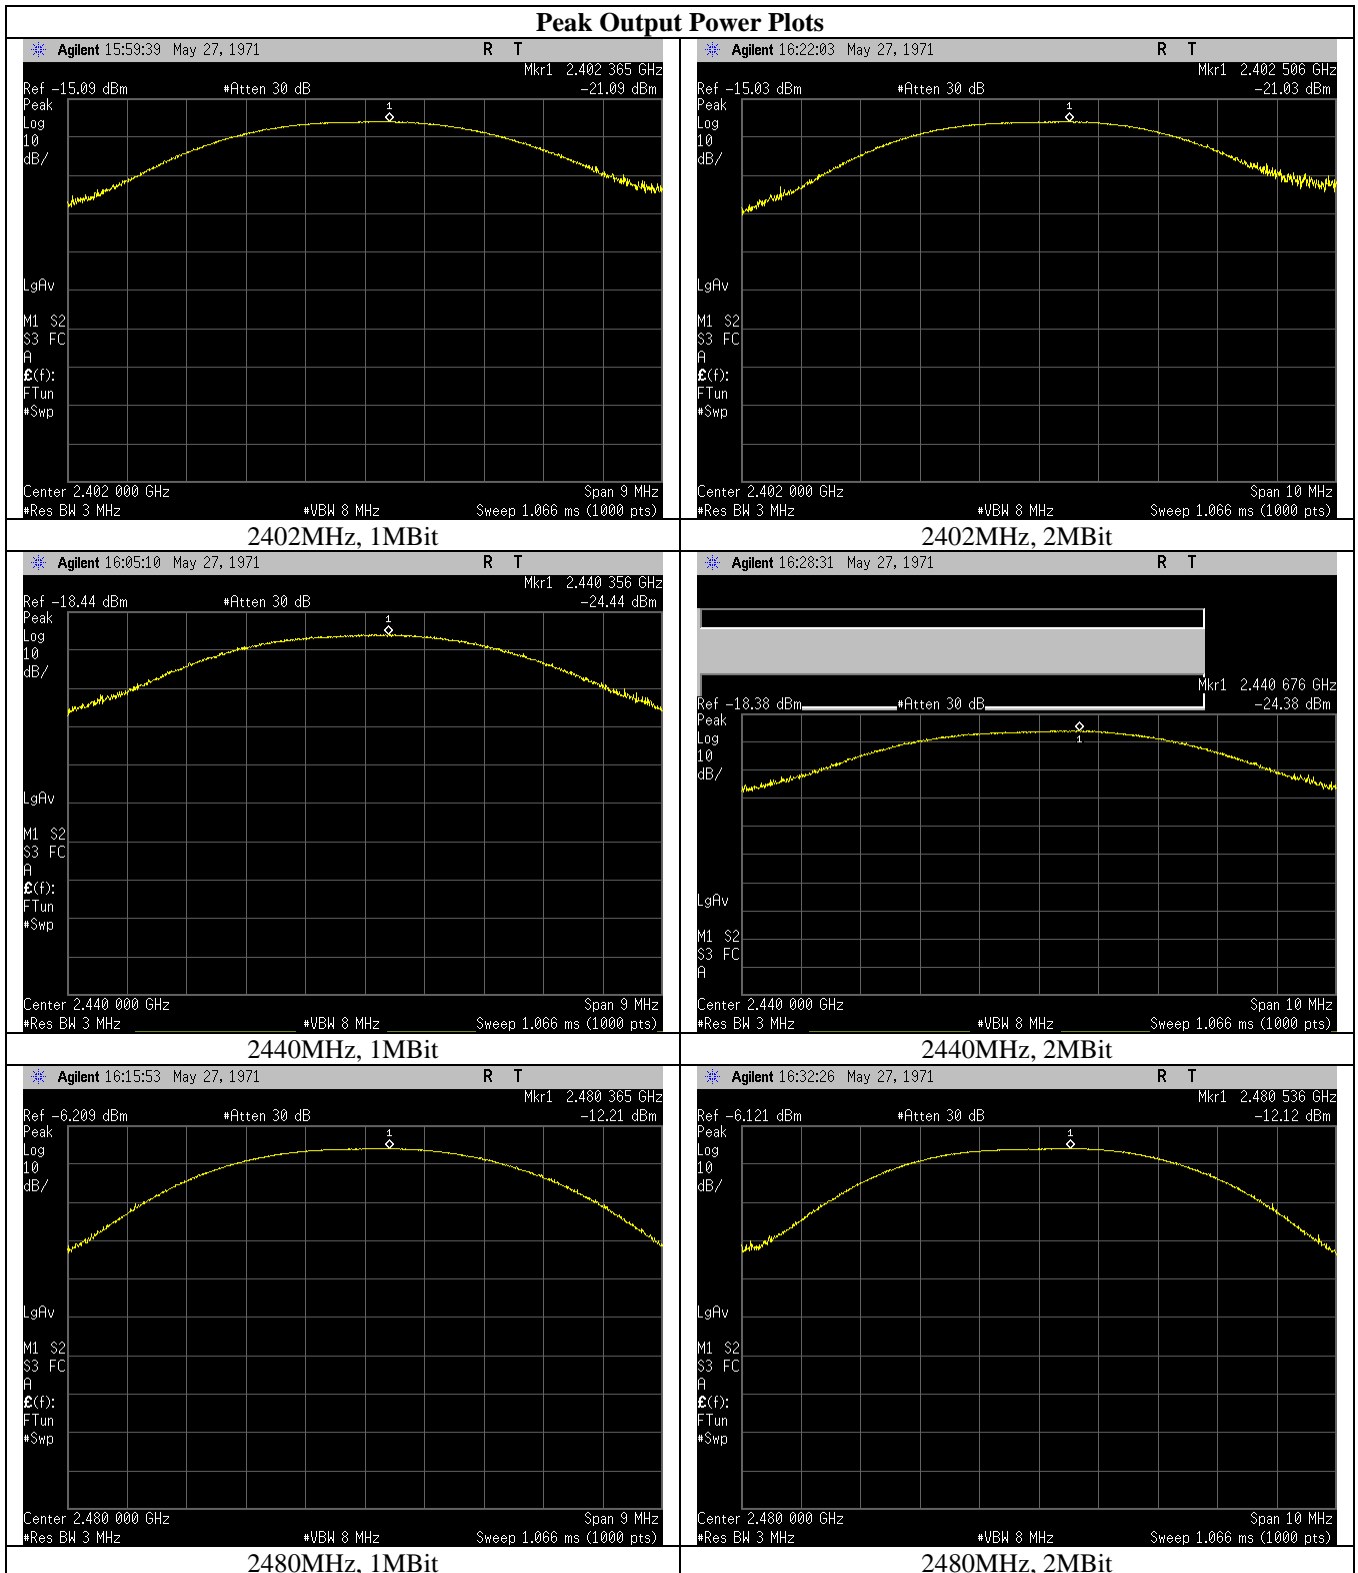 Peak Output Power Plots
Agilent 15:59:39 May 27, 1971 R T
Mkr1 2.402 365 GHz
Ref -15.09 dBm #Atten 30 dB -21.09 dBm
Peak
Log
10
dB/
1
LgAv
M1 S2
S3 FC
A
£(f):
FTun
#Swp
Center 2.402 000 GHz Span 9 MHz
#Res BW 3 MHz #VBW 8 MHz Sweep 1.066 ms (1000 pts)
2402MHz, 1MBit
Agilent 16:22:03 May 27, 1971 R T
Mkr1 2.402 506 GHz
Ref -15.03 dBm #Atten 30 dB -21.03 dBm
Peak
Log
10
dB/
1
LgAv
M1 S2
S3 FC
A
£(f):
FTun
#Swp
Center 2.402 000 GHz Span 10 MHz
#Res BW 3 MHz #VBW 8 MHz Sweep 1.066 ms (1000 pts)
2402MHz, 2MBit
Agilent 16:05:10 May 27, 1971 R T
Mkr1 2.440 356 GHz
Ref -18.44 dBm #Atten 30 dB -24.44 dBm
Peak
Log
10
dB/
1
LgAv
M1 S2
S3 FC
A
£(f):
FTun
#Swp
Center 2.440 000 GHz Span 9 MHz
#Res BW 3 MHz #VBW 8 MHz Sweep 1.066 ms (1000 pts)
2440MHz, 1MBit
Agilent 16:28:31 May 27, 1971 R T
Mkr1 2.440 676 GHz
Ref -18.38 dBm #Atten 30 dB -24.38 dBm
Peak
Log
10
dB/
1
LgAv
M1 S2
S3 FC
A
Center 2.440 000 GHz Span 10 MHz
#Res BW 3 MHz #VBW 8 MHz Sweep 1.066 ms (1000 pts)
2440MHz, 2MBit
Agilent 16:15:53 May 27, 1971 R T
Mkr1 2.480 365 GHz
Ref -6.209 dBm #Atten 30 dB -12.21 dBm
Peak
Log
10
dB/
1
LgAv
M1 S2
S3 FC
A
£(f):
FTun
#Swp
Center 2.480 000 GHz Span 9 MHz
#Res BW 3 MHz #VBW 8 MHz Sweep 1.066 ms (1000 pts)
2480MHz, 1MBit
Agilent 16:32:26 May 27, 1971 R T
Mkr1 2.480 536 GHz
Ref -6.121 dBm #Atten 30 dB -12.12 dBm
Peak
Log
10
dB/
1
LgAv
M1 S2
S3 FC
A
£(f):
FTun
#Swp
Center 2.480 000 GHz Span 10 MHz
#Res BW 3 MHz #VBW 8 MHz Sweep 1.066 ms (1000 pts)
2480MHz, 2MBit